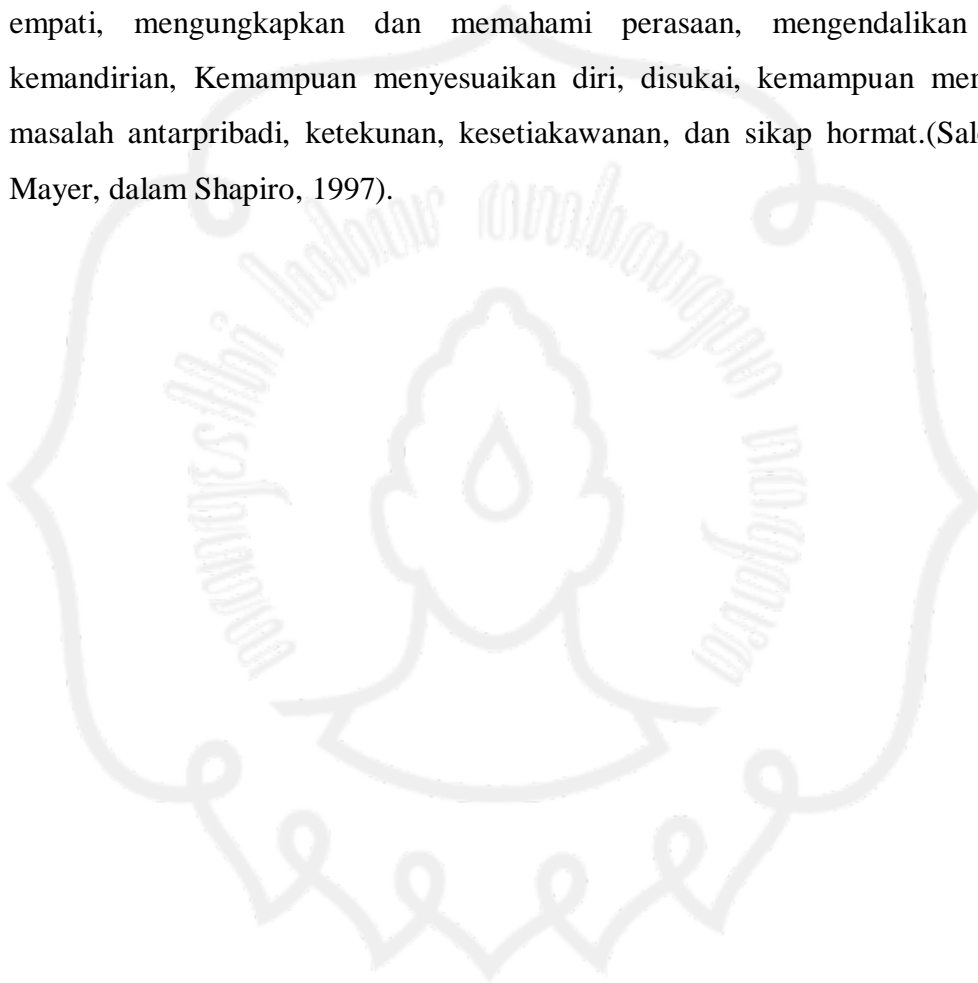 empati, mengungkapkan dan memahami perasaan, mengendalikan
kemandirian, Kemampuan menyesuaikan diri, disukai, kemampuan
masalah antarpribadi, ketekunan, kesetiakawanan, dan sikap hormat.(
Mayer, dalam Shapiro, 1997).